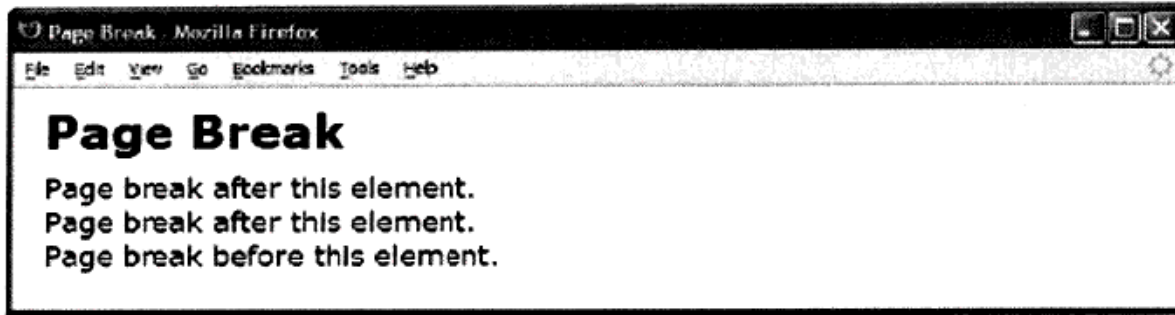 Page Break - Mozilla Firefox
File Edit View Go Bookmarks Tools Help
Page Break
Page break after this element.
Page break after this element.
Page break before this element.